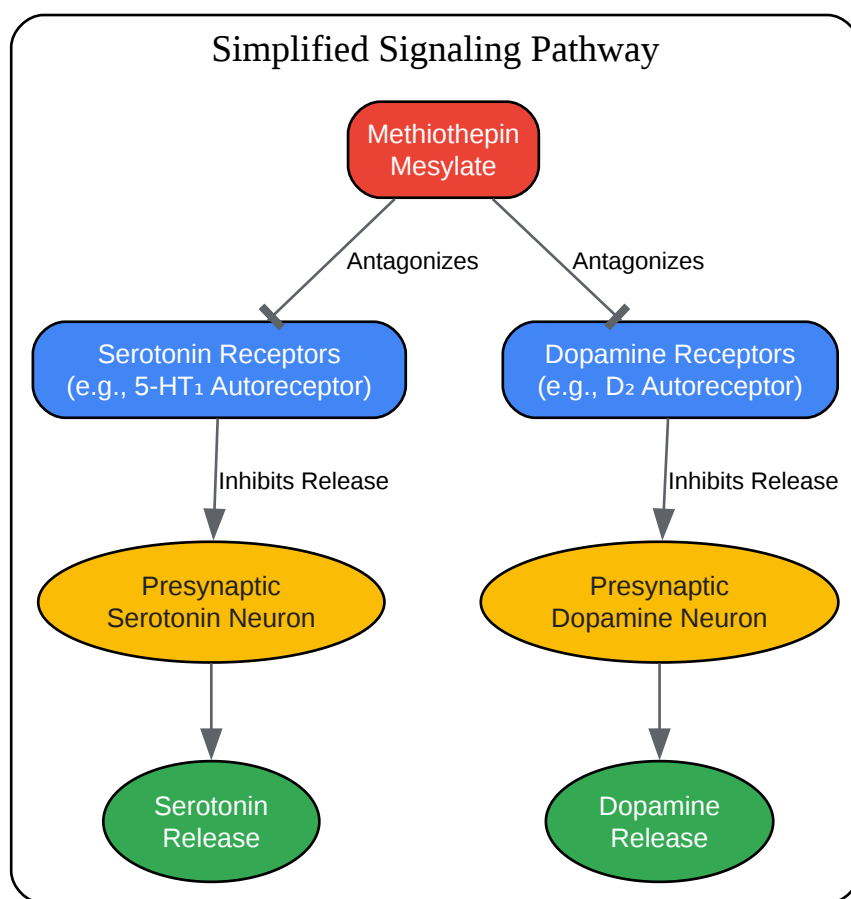 Simplified Signaling Pathway
Methiothepin
Mesylate
Antagonizes
Antagonizes
Serotonin Receptors
(e.g., 5-HT₁ Autoreceptor)
Dopamine Receptors
(e.g., D₂ Autoreceptor)
Inhibits Release
Inhibits Release
Presynaptic
Serotonin Neuron
Presynaptic
Dopamine Neuron
Serotonin
Release
Dopamine
Release